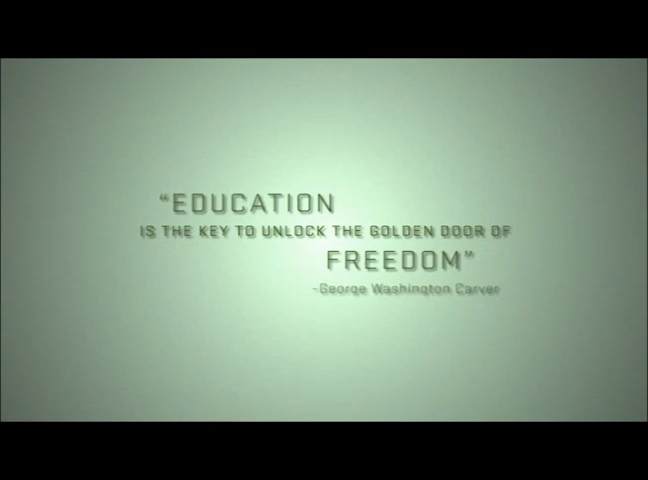 “EDUCATION
IS THE KEY TO UNLOCK THE GOLDEN DOOR OF
FREEDOM”
-George Washington Carver